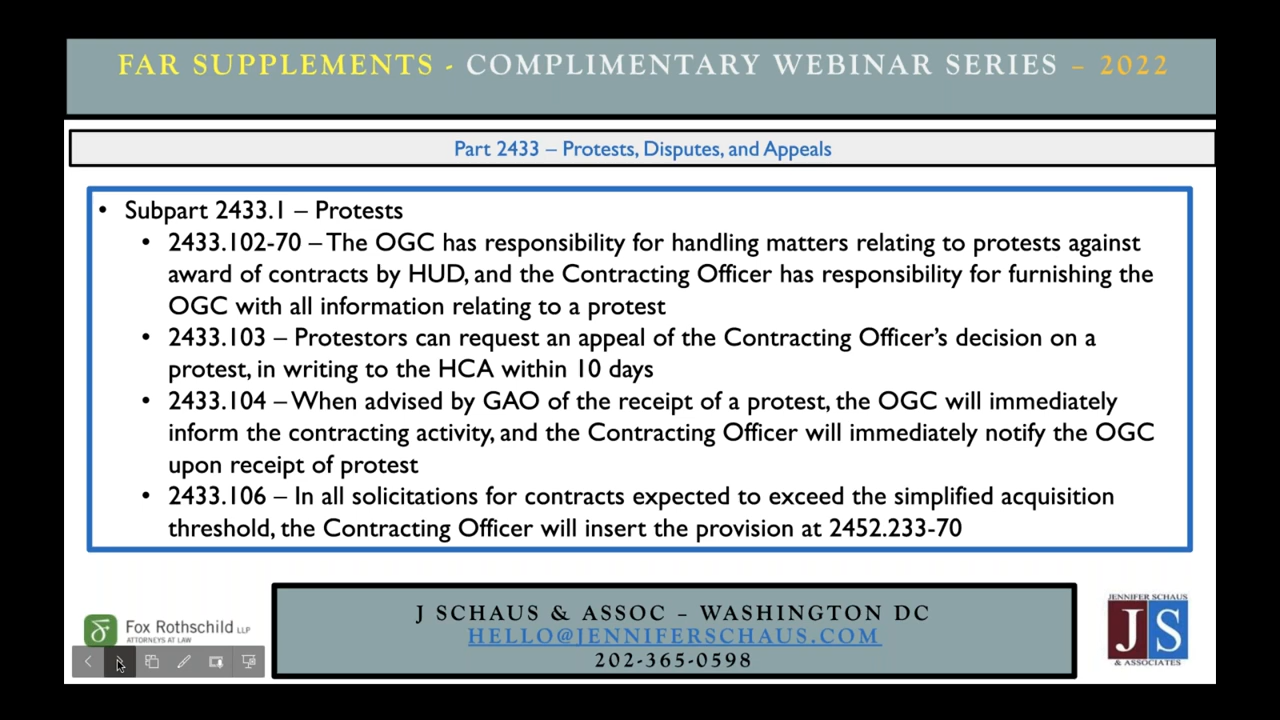 FAR SUPPLEMENTS - COMPLIMENTARY WEBINAR SERIES – 2022
Part 2433 – Protests, Disputes, and Appeals
• Subpart 2433.1 – Protests
• 2433.102-70 – The OGC has responsibility for handling matters relating to protests against
award of contracts by HUD, and the Contracting Officer has responsibility for furnishing the
OGC with all information relating to a protest
• 2433.103 – Protestors can request an appeal of the Contracting Officer's decision on a
protest, in writing to the HCA within 10 days
• 2433.104 – When advised by GAO of the receipt of a protest, the OGC will immediately
inform the contracting activity, and the Contracting Officer will immediately notify the OGC
upon receipt of protest
• 2433.106 – In all solicitations for contracts expected to exceed the simplified acquisition
threshold, the Contracting Officer will insert the provision at 2452.233-70
Fox Rothschild LLP
ATTORNEYS AT LAW
J SCHAUS & ASSOC – WASHINGTON DC
HELLO@JENNIFERSCHAUS.COM
202-365-0598
JENNIFER SCHAUS
J S
& ASSOCIATES